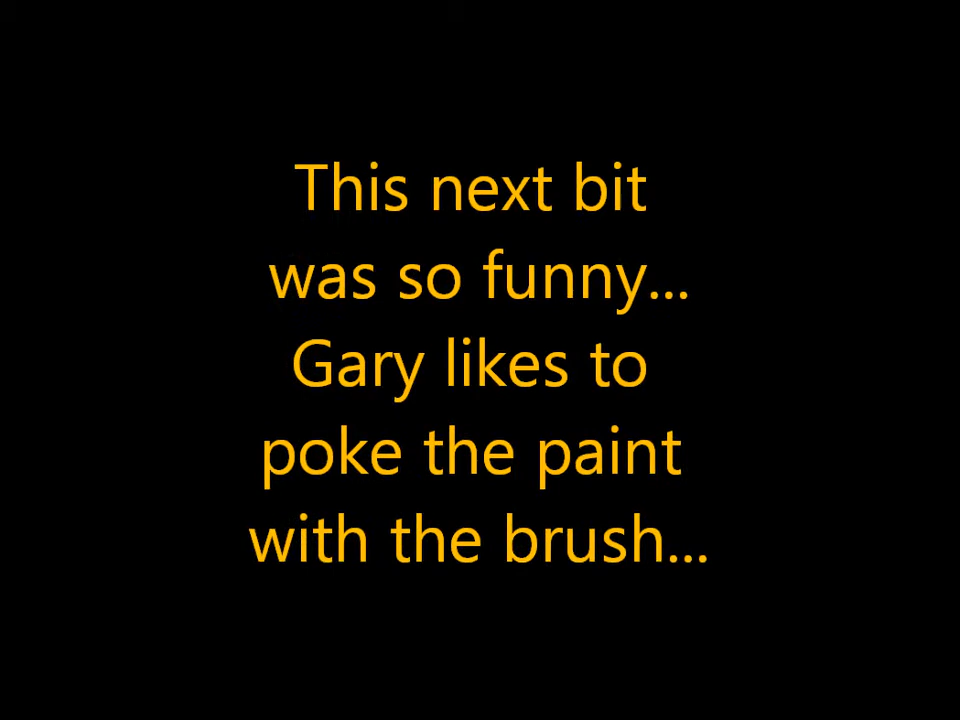 This next bit
was so funny...
Gary likes to
poke the paint
with the brush...